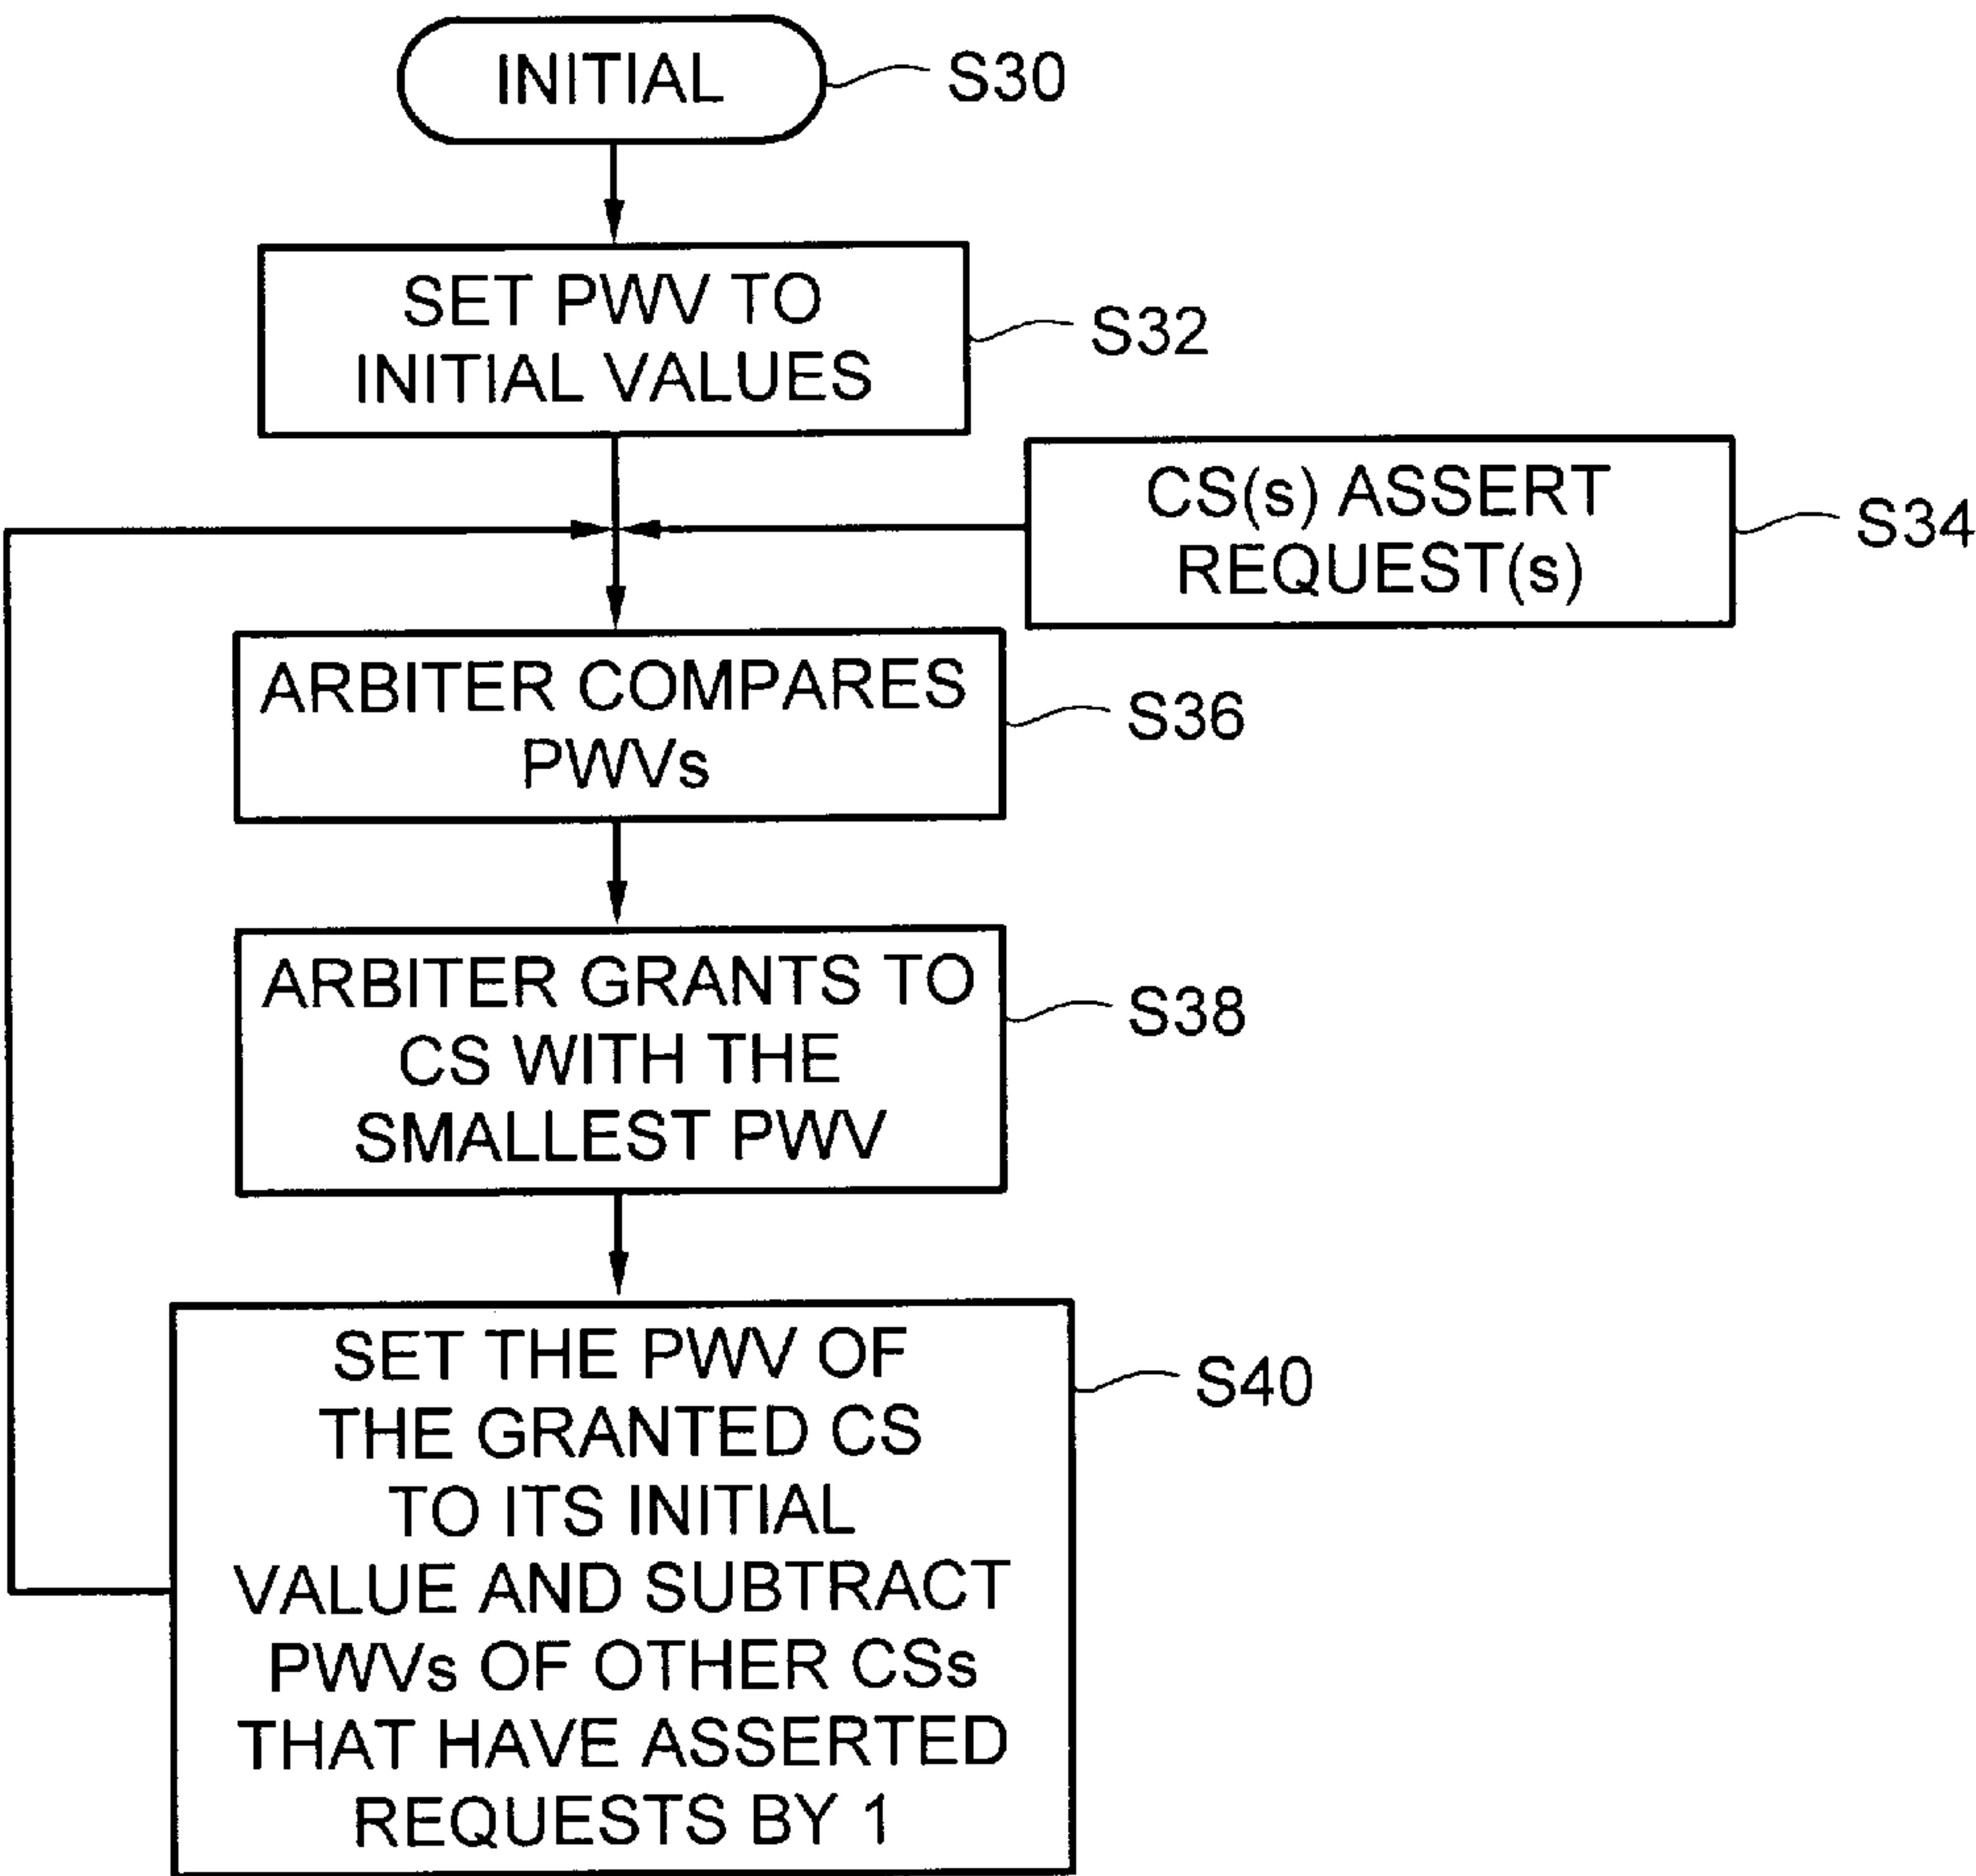 INITIAL
S30
SET PWV TO
INITIAL VALUES
S32
CS(s) ASSERT
REQUEST(s)
S34
ARBITER COMPARES
PWVs
S36
ARBITER GRANTS TO
CS WITH THE
SMALLEST PWV
S38
SET THE PWV OF
THE GRANTED CS
TO ITS INITIAL
VALUE AND SUBTRACT
PWVs OF OTHER CSs
THAT HAVE ASSERTED
REQUESTS BY 1
S40